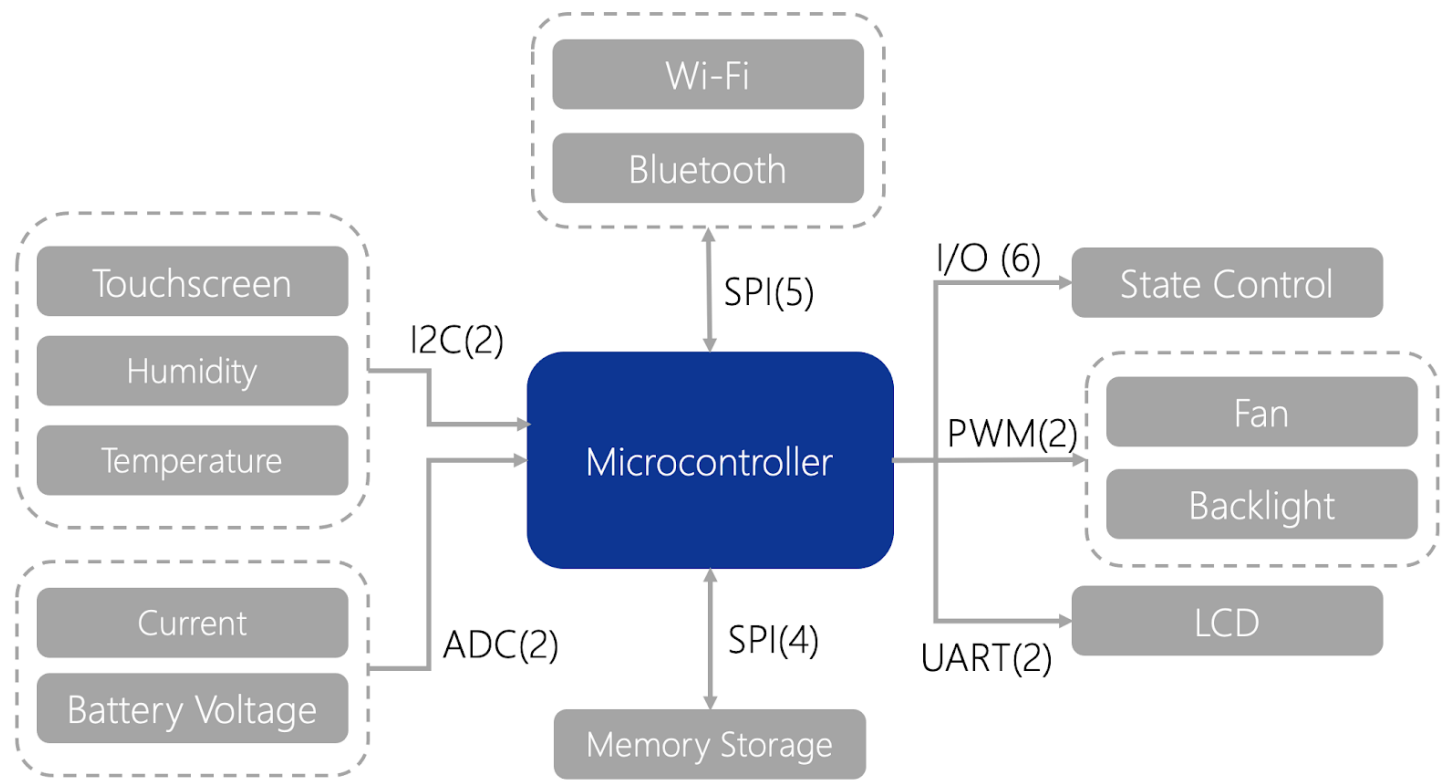 Wi-Fi
Bluetooth
SPI(5)
Touchscreen
Humidity
Temperature
I2C(2)
Current
Battery Voltage
ADC(2)
Microcontroller
SPI(4)
Memory Storage
I/O (6)
State Control
PWM(2)
Fan
Backlight
UART(2)
LCD